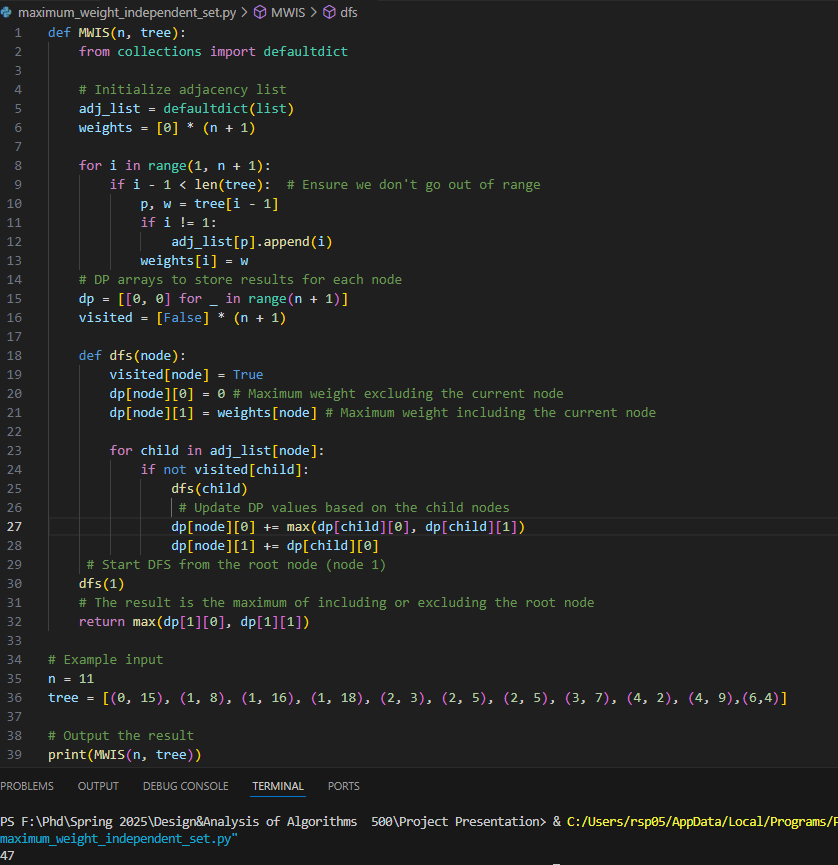 maximum_weight_independent_set.py > MWIS > dfs
1 def MWIS(n, tree):
2     from collections import defaultdict
3
4     # Initialize adjacency list
5     adj_list = defaultdict(list)
6     weights = [0] * (n + 1)
7
8     for i in range(1, n + 1):
9         if i - 1 < len(tree):  # Ensure we don't go out of range
10             p, w = tree[i - 1]
11             if i != 1:
12                 adj_list[p].append(i)
13             weights[i] = w
14     # DP arrays to store results for each node
15     dp = [[0, 0] for _ in range(n + 1)]
16     visited = [False] * (n + 1)
17
18     def dfs(node):
19         visited[node] = True
20         dp[node][0] = 0 # Maximum weight excluding the current node
21         dp[node][1] = weights[node] # Maximum weight including the current node
22
23         for child in adj_list[node]:
24             if not visited[child]:
25                 dfs(child)
26                  # Update DP values based on the child nodes
27                 dp[node][0] += max(dp[child][0], dp[child][1])
28                 dp[node][1] += dp[child][0]
29      # Start DFS from the root node (node 1)
30     dfs(1)
31     # The result is the maximum of including or excluding the root node
32     return max(dp[1][0], dp[1][1])
33
34 # Example input
35 n = 11
36 tree = [(0, 15), (1, 8), (1, 16), (1, 18), (2, 3), (2, 5), (2, 5), (3, 7), (4, 2), (4, 9),(6,4)]
37
38 # Output the result
39 print(MWIS(n, tree))
PROBLEMS OUTPUT DEBUG CONSOLE TERMINAL PORTS
PS F:\Phd\Spring 2025\Design&Analysis of Algorithms  500\Project Presentation> & C:/Users/rsp05/AppData/Local/Programs/
maximum_weight_independent_set.py"
47